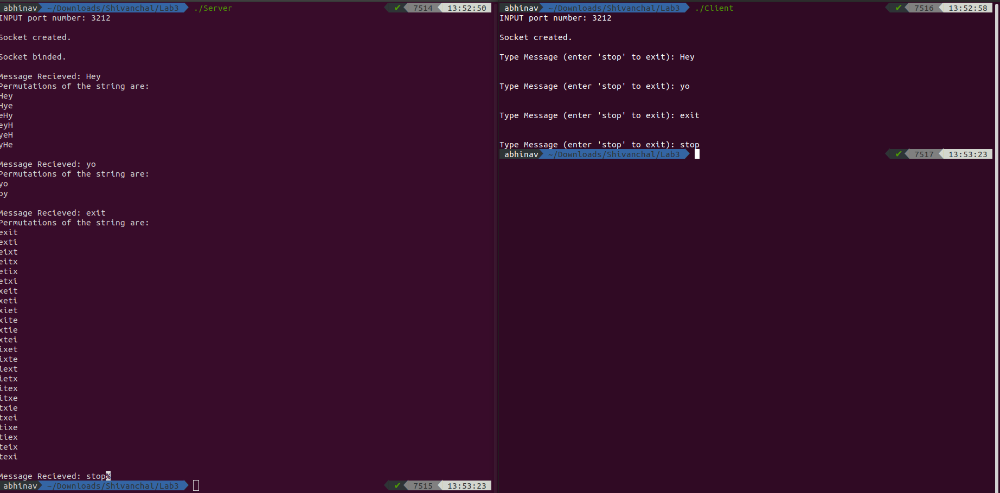 abhinav ~/Downloads/Shivanchal/Lab3 ./Server ✔ 7514 13:52:50
INPUT port number: 3212
Socket created.
Socket binded.
Message Recieved: Hey
Permutations of the string are:
Hey
Hye
eHy
eyH
yeH
yHe
Message Recieved: yo
Permutations of the string are:
yo
oy
Message Recieved: exit
Permutations of the string are:
exit
exti
eixt
eitx
etix
etxi
xeit
xeti
xiet
xite
xtie
xtei
ixet
ixte
iext
ietx
itex
itxe
txie
txei
tixe
tiex
teix
texi
Message Recieved: stop%
abhinav ~/Downloads/Shivanchal/Lab3 ✔ 7515 13:53:23
abhinav ~/Downloads/Shivanchal/Lab3 ./Client ✔ 7516 13:52:58
INPUT port number: 3212
Socket created.
Type Message (enter 'stop' to exit): Hey
Type Message (enter 'stop' to exit): yo
Type Message (enter 'stop' to exit): exit
Type Message (enter 'stop' to exit): stop
abhinav ~/Downloads/Shivanchal/Lab3 ✔ 7517 13:53:23